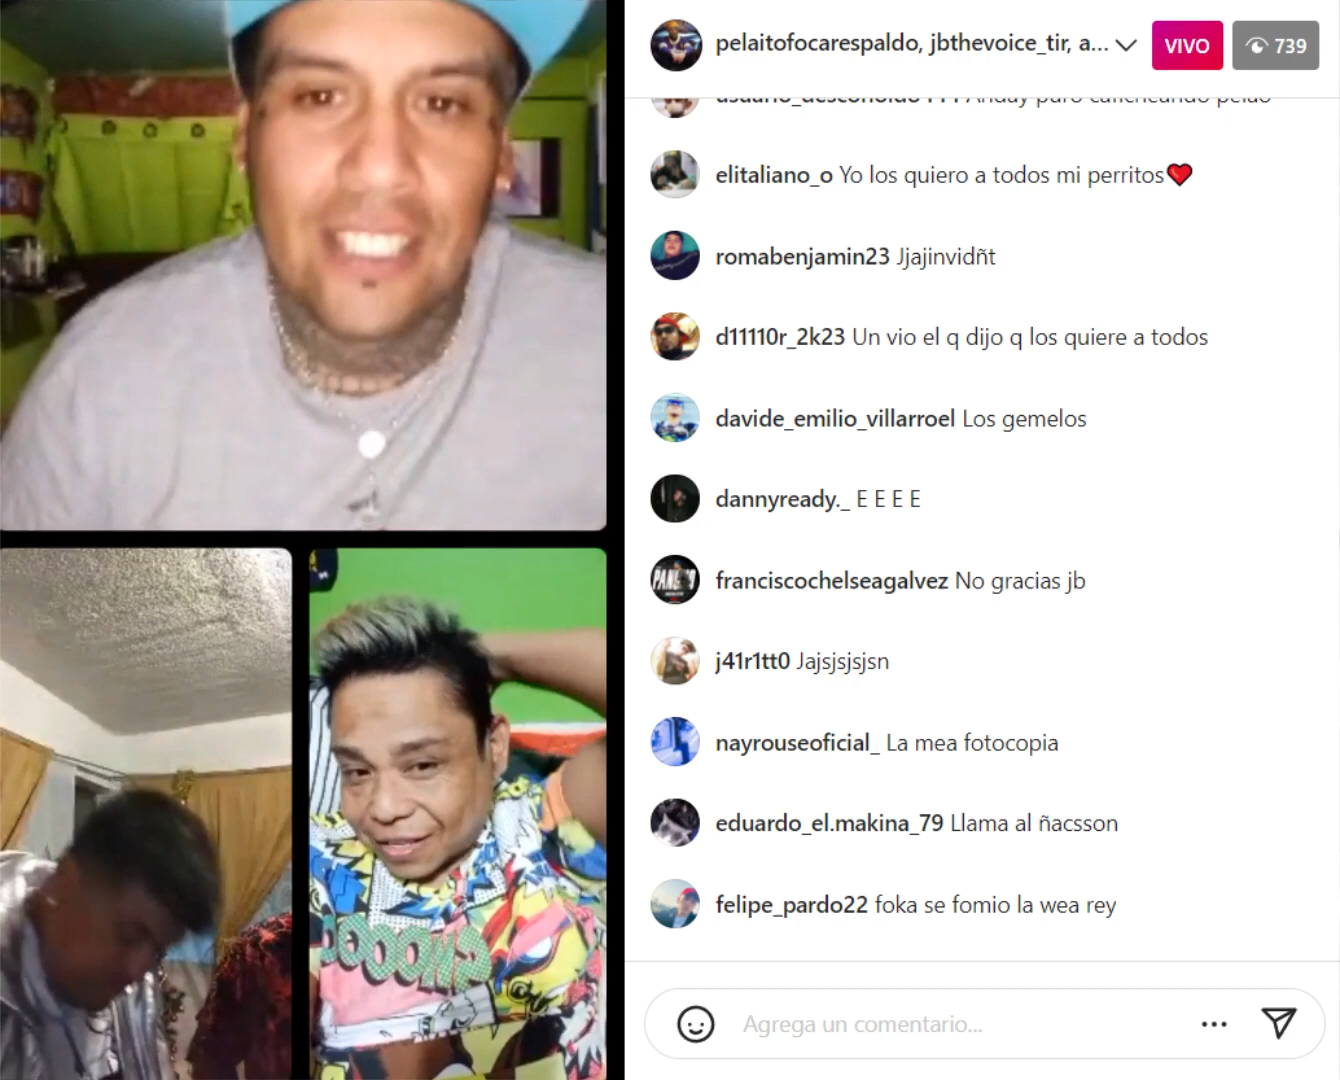 pelaitofocarespaldo, jbthevoice_tir, a...
VIVO
739
elitaliano_o Yo los quiero a todos mi perritos❤️
romabenjamin23 Jjajinvidñt
d11110r_2k23 Un vio el q dijo q los quiere a todos
davide_emilio_villarroel Los gemelos
dannyready._ E E E E
franciscochelseagalvez No gracias jb
j41r1tt0 Jajsjsjsjsn
nayrouseoficial_ La mea fotocopia
eduardo_el.makina_79 Llama al ñacsson
felipe_pardo22 foka se fomio la wea rey
Agrega un comentario...